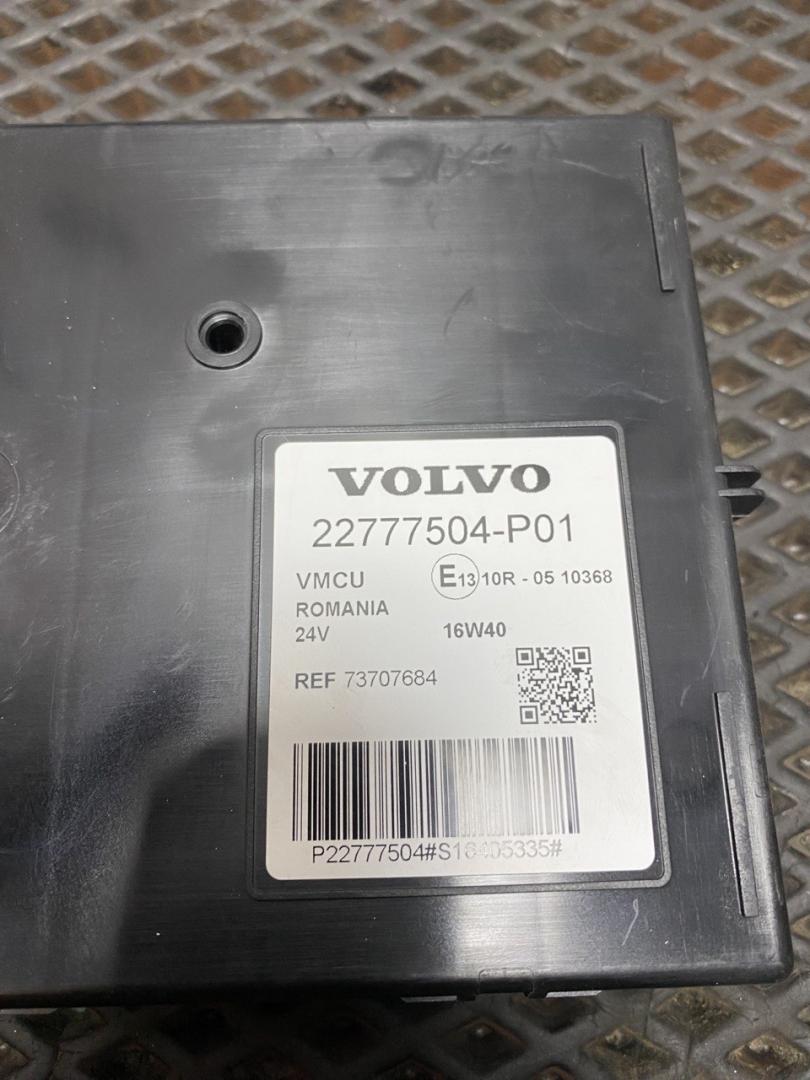 VOLVO
22777504-P01
VMCU E13 10R - 05 10368
ROMANIA
24V 16W40
REF 73707684